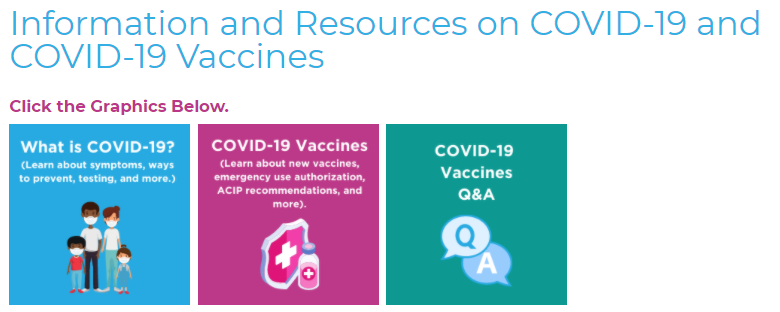 Information and Resources on COVID-19 and
COVID-19 Vaccines
Click the Graphics Below.
What is COVID-19?
(Learn about symptoms, ways
to prevent, testing, and more.)
COVID-19 Vaccines
(Learn about new vaccines,
emergency use authorization,
ACIP recommendations, and
more).
COVID-19
Vaccines
Q&A
Q
A